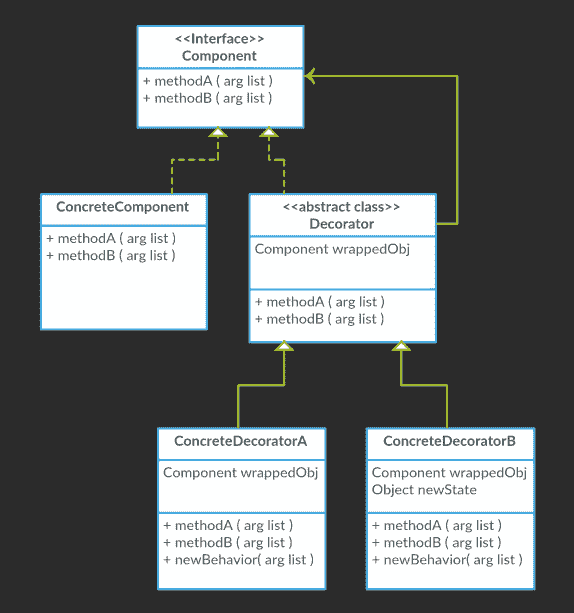 <<Interface>>
Component
+ methodA ( arg list )
+ methodB ( arg list )
ConcreteComponent
+ methodA ( arg list )
+ methodB ( arg list )
<<abstract class>>
Decorator
Component wrappedObj
+ methodA ( arg list )
+ methodB ( arg list )
ConcreteDecoratorA
Component wrappedObj
+ methodA ( arg list )
+ methodB ( arg list )
+ newBehavior( arg list )
ConcreteDecoratorB
Component wrappedObj
Object newState
+ methodA ( arg list )
+ methodB ( arg list )
+ newBehavior( arg list )